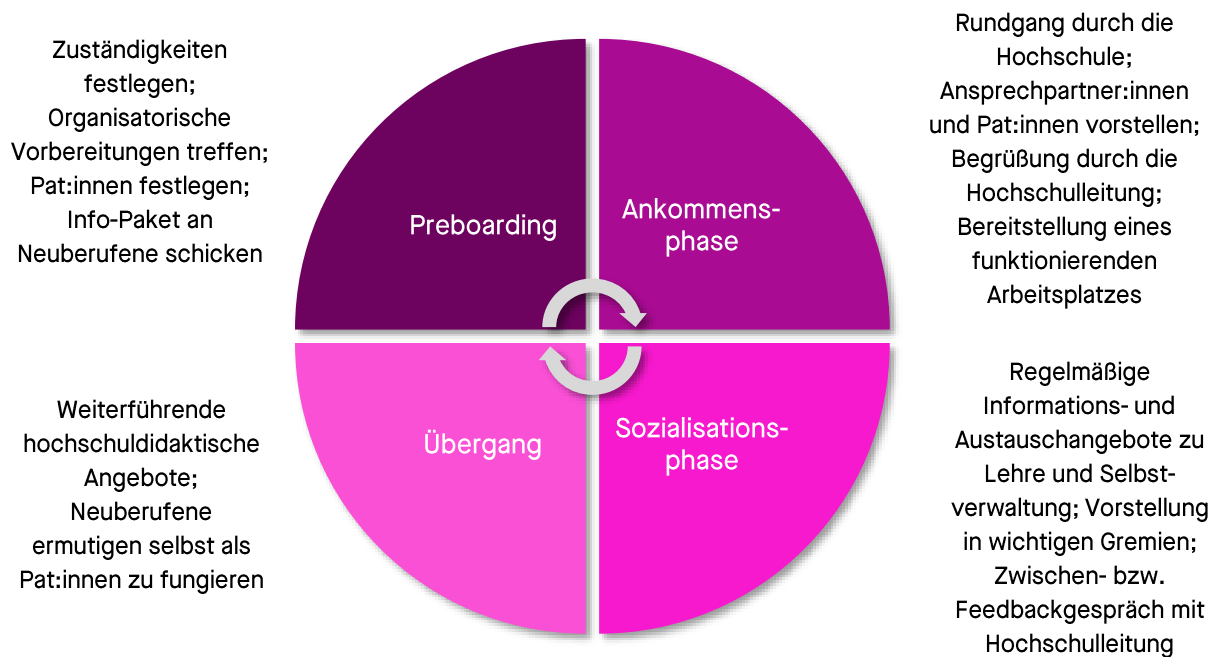 Zuständigkeiten
festlegen;
Organisatorische
Vorbereitungen treffen;
Pat:innen festlegen;
Info-Paket an
Neuberufene schicken
Preboarding
Ankommens-
phase
Rundgang durch die
Hochschule;
Ansprechpartner:innen
und Pat:innen vorstellen;
Begrüßung durch die
Hochschulleitung;
Bereitstellung eines
funktionierenden
Arbeitsplatzes
Weiterführende
hochschuldidaktische
Angebote;
Neuberufene
ermutigen selbst als
Pat:innen zu fungieren
Übergang
Sozialisations-
phase
Regelmäßige
Informations- und
Austauschangebote zu
Lehre und Selbst-
verwaltung; Vorstellung
in wichtigen Gremien;
Zwischen- bzw.
Feedbackgespräch mit
Hochschulleitung